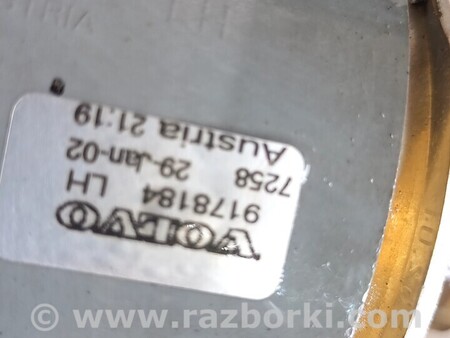 VOLVO
9178184 LH
7258 29-Jan-02
Austria 21:19
www.razborki.com